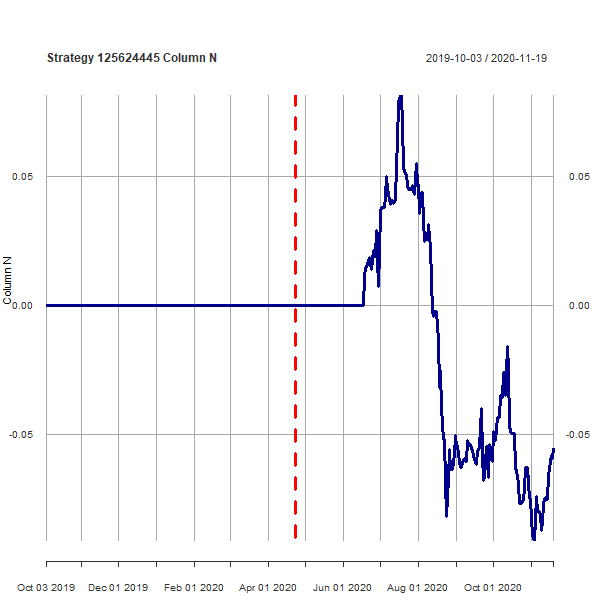 Strategy 125624445 Column N
2019-10-03 / 2020-11-19
0.05
0.05
Column N
0.00
0.00
-0.05
-0.05
Oct 03 2019
Dec 01 2019
Feb 01 2020
Apr 01 2020
Jun 01 2020
Aug 01 2020
Oct 01 2020